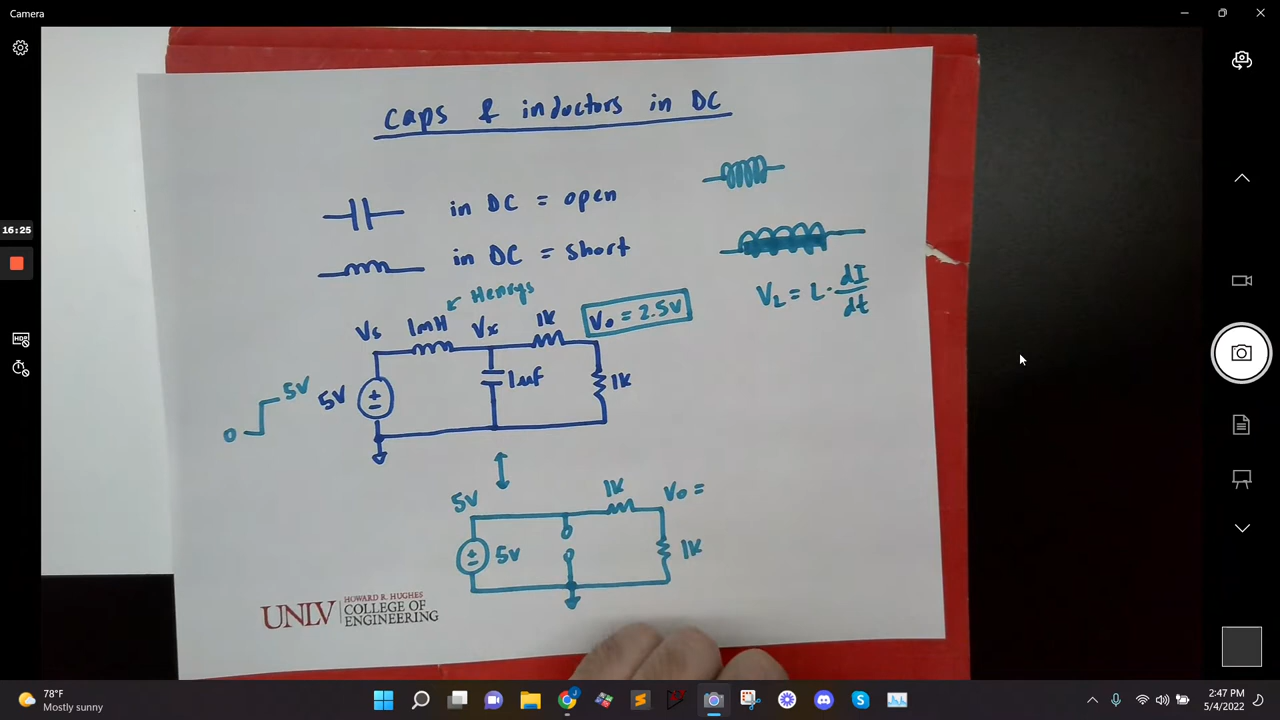 Camera
16:25
caps & inductors in DC
in DC = open
in DC = short
Henrys
Vs 1mH Vx 1k Vo = 2.5V
VL = L · dI/dt
0 5V 5V 1uf 1k
5V 1k Vo =
5V 1k
UNLV HOWARD R. HUGHES
COLLEGE OF
ENGINEERING
78°F
Mostly sunny
2:47 PM
5/4/2022